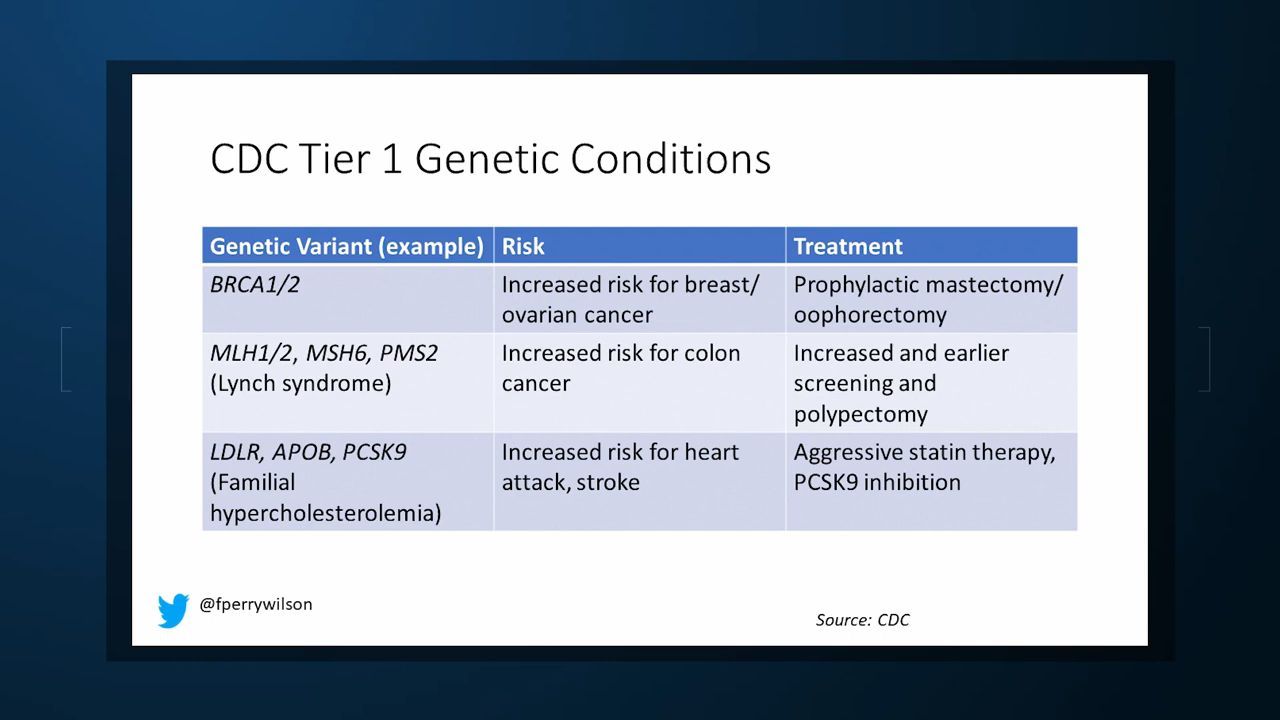 CDC Tier 1 Genetic Conditions
Genetic Variant (example)
Risk
Treatment
BRCA1/2
Increased risk for breast/
ovarian cancer
Prophylactic mastectomy/
oophorectomy
MLH1/2, MSH6, PMS2
(Lynch syndrome)
Increased risk for colon
cancer
Increased and earlier
screening and
polypectomy
LDLR, APOB, PCSK9
(Familial
hypercholesterolemia)
Increased risk for heart
attack, stroke
Aggressive statin therapy,
PCSK9 inhibition
@fperrywilson
Source: CDC